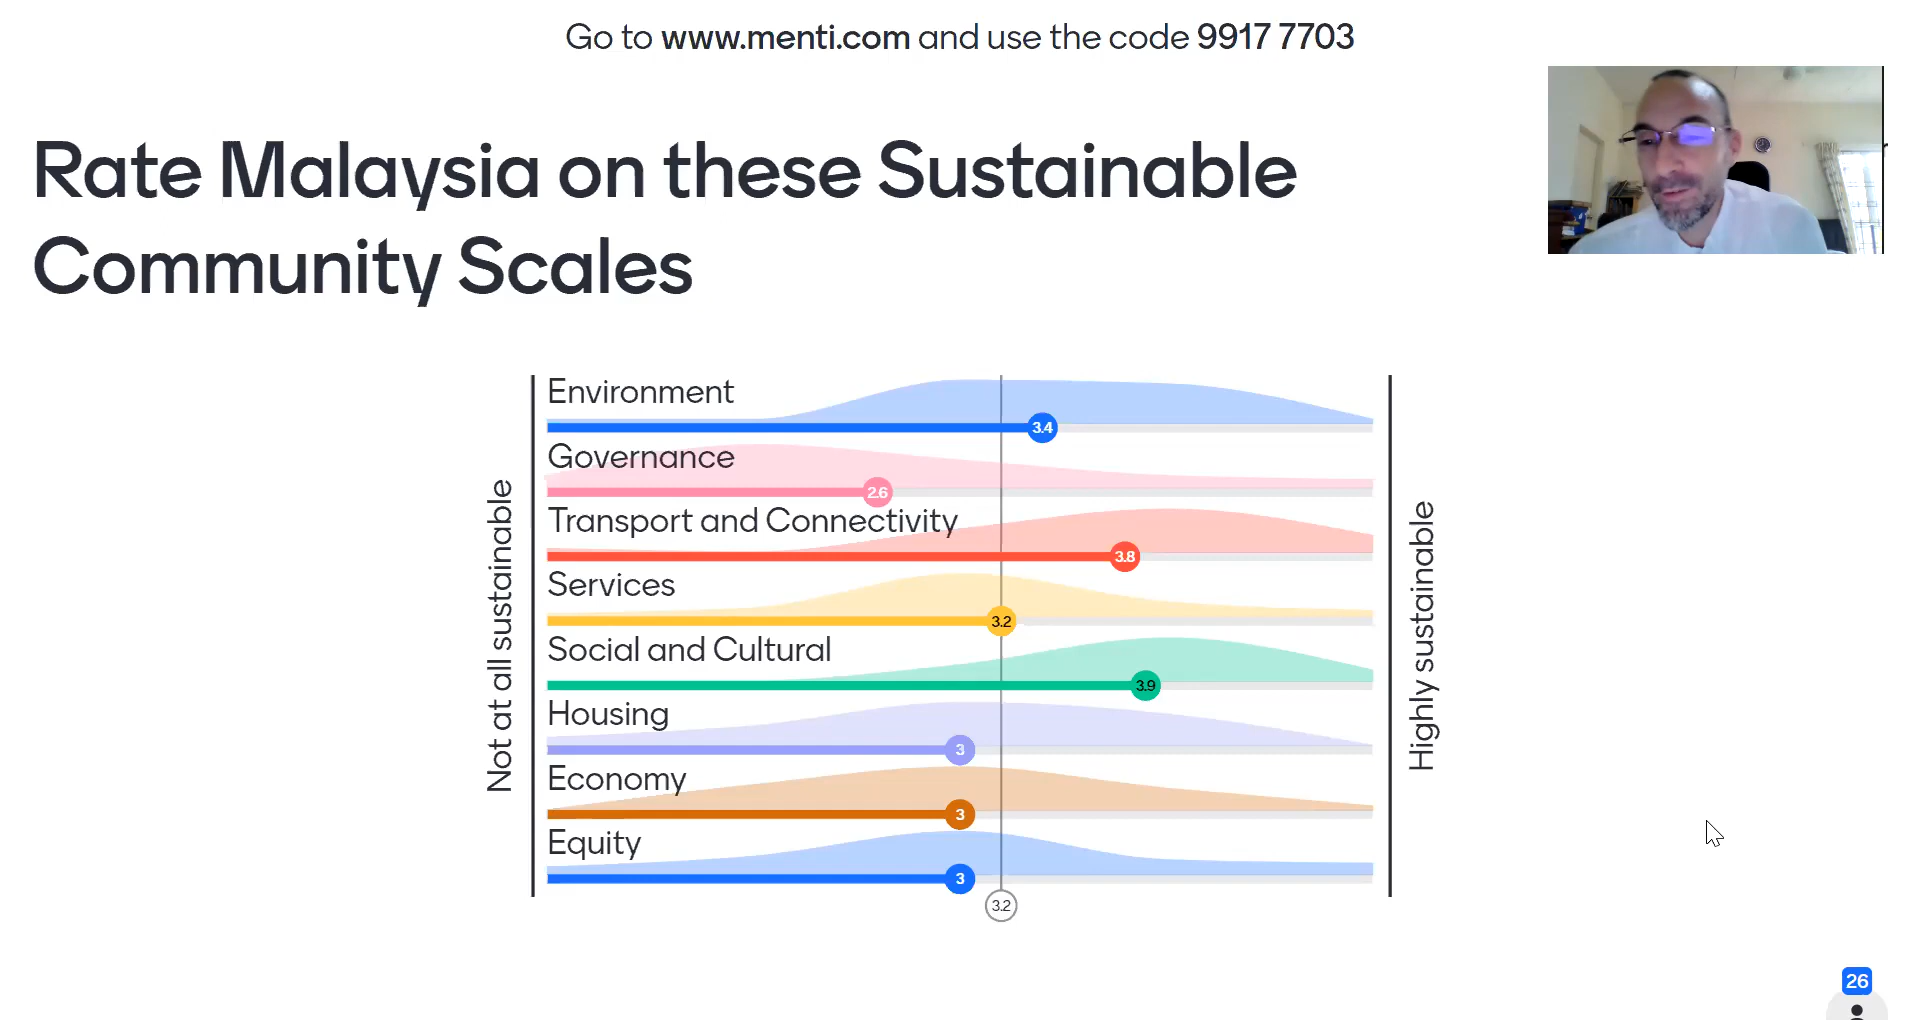 Go to www.menti.com and use the code 9917 7703
Rate Malaysia on these Sustainable
Community Scales
Not at all sustainable
Environment
3.4
Governance
2.6
Transport and Connectivity
3.8
Services
3.2
Social and Cultural
3.9
Housing
3
Economy
3
Equity
3
3.2
Highly sustainable
26